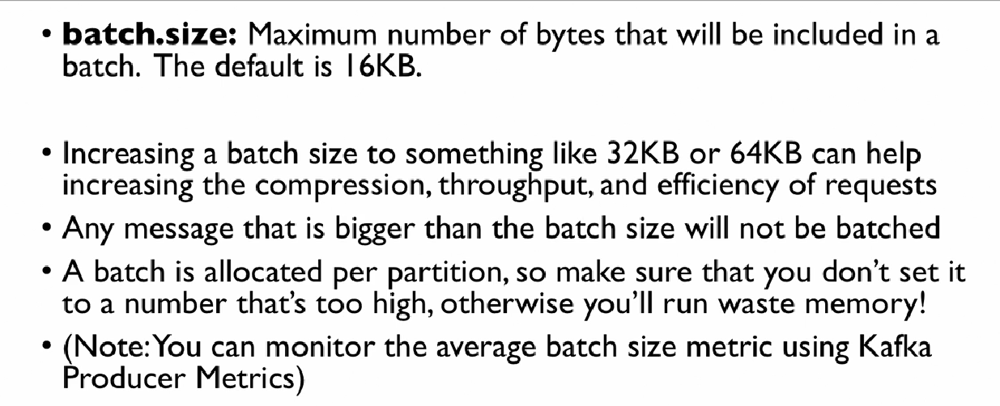 • batch.size: Maximum number of bytes that will be included in a
batch. The default is 16KB.
• Increasing a batch size to something like 32KB or 64KB can help
increasing the compression, throughput, and efficiency of requests
• Any message that is bigger than the batch size will not be batched
• A batch is allocated per partition, so make sure that you don't set it
to a number that's too high, otherwise you'll run waste memory!
• (Note: You can monitor the average batch size metric using Kafka
Producer Metrics)